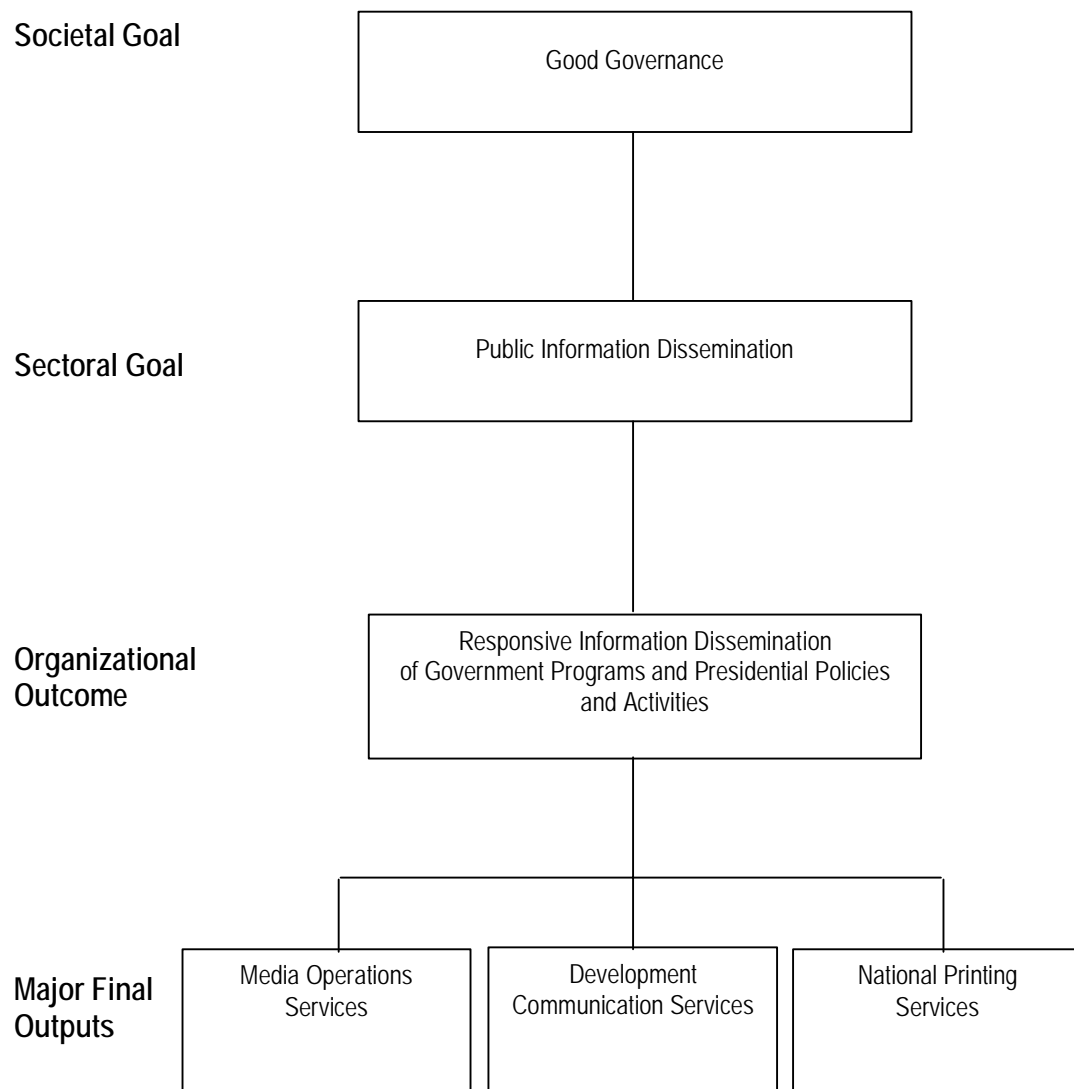 Societal Goal
Good Governance
Sectoral Goal
Public Information Dissemination
Organizational
Outcome
Responsive Information Dissemination
of Government Programs and Presidential Policies
and Activities
Major Final
Outputs
Media Operations
Services
Development
Communication Services
National Printing
Services